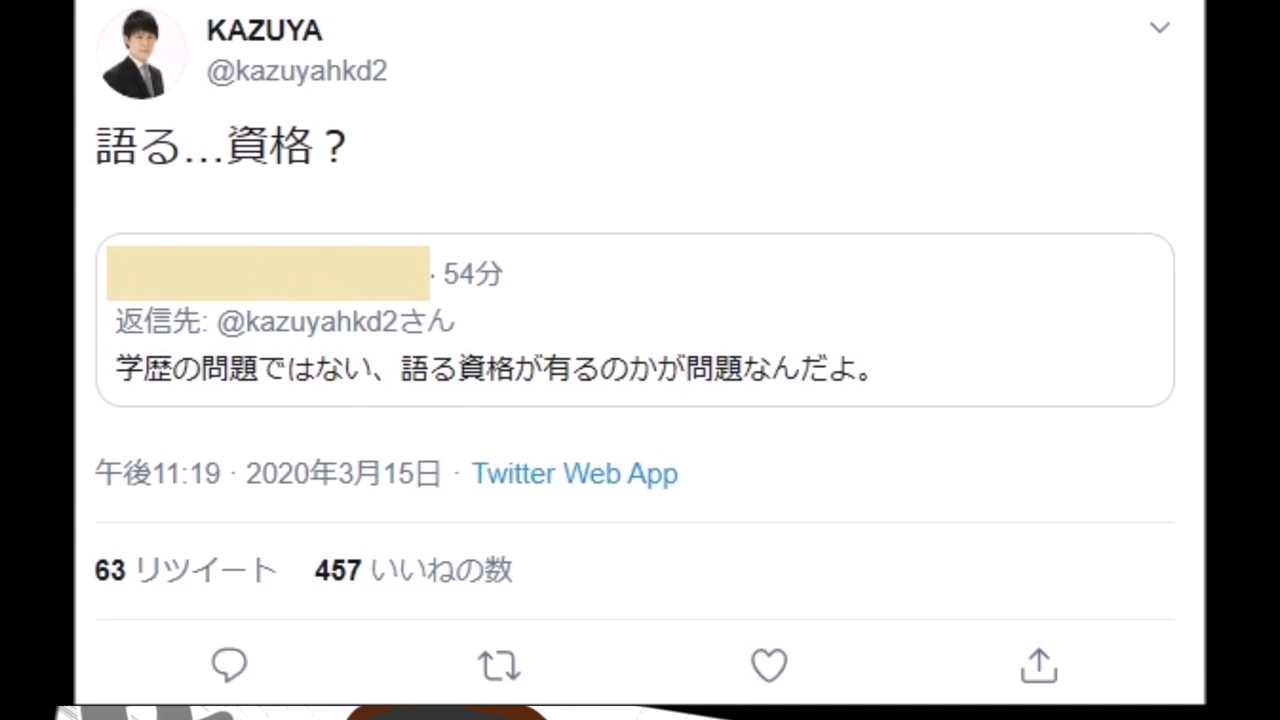 KAZUYA
@kazuyahkd2
語る…資格？
· 54分
返信先: @kazuyahkd2さん
学歴の問題ではない、語る資格が有るのかが問題なんだよ。
午後11:19 · 2020年3月15日 · Twitter Web App
63 リツイート 457 いいねの数